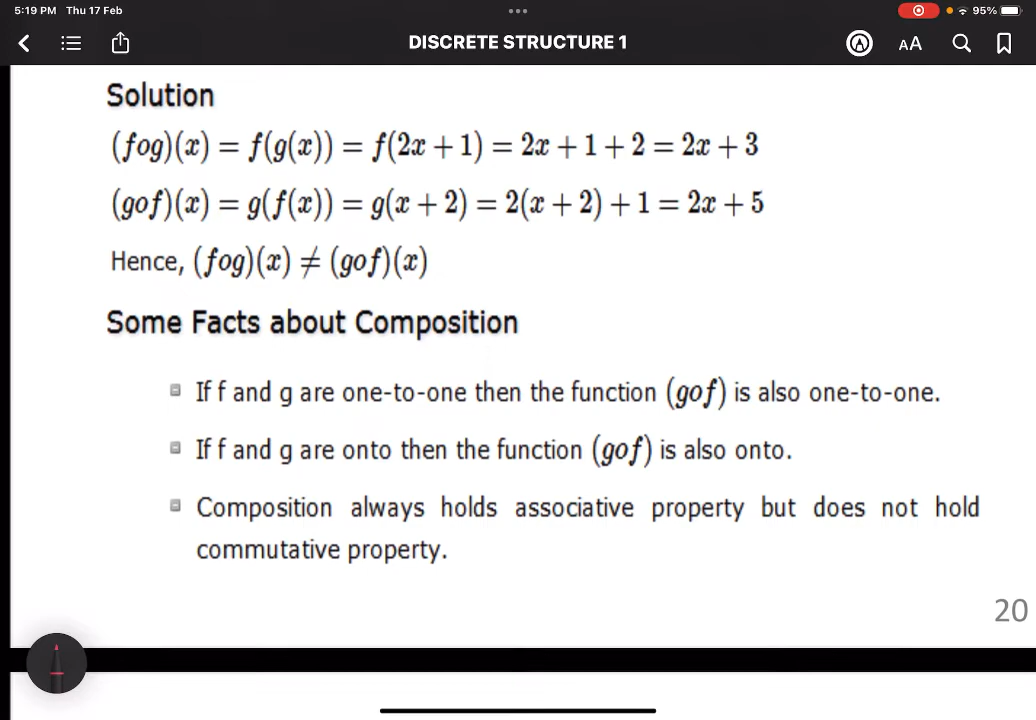 5:19 PM Thu 17 Feb
95%
DISCRETE STRUCTURE 1
AA
Solution
(fog)(x) = f(g(x)) = f(2x + 1) = 2x + 1 + 2 = 2x + 3
(gof)(x) = g(f(x)) = g(x + 2) = 2(x + 2) + 1 = 2x + 5
Hence, (fog)(x) ≠ (gof)(x)
Some Facts about Composition
If f and g are one-to-one then the function (gof) is also one-to-one.
If f and g are onto then the function (gof) is also onto.
Composition always holds associative property but does not hold
commutative property.
20